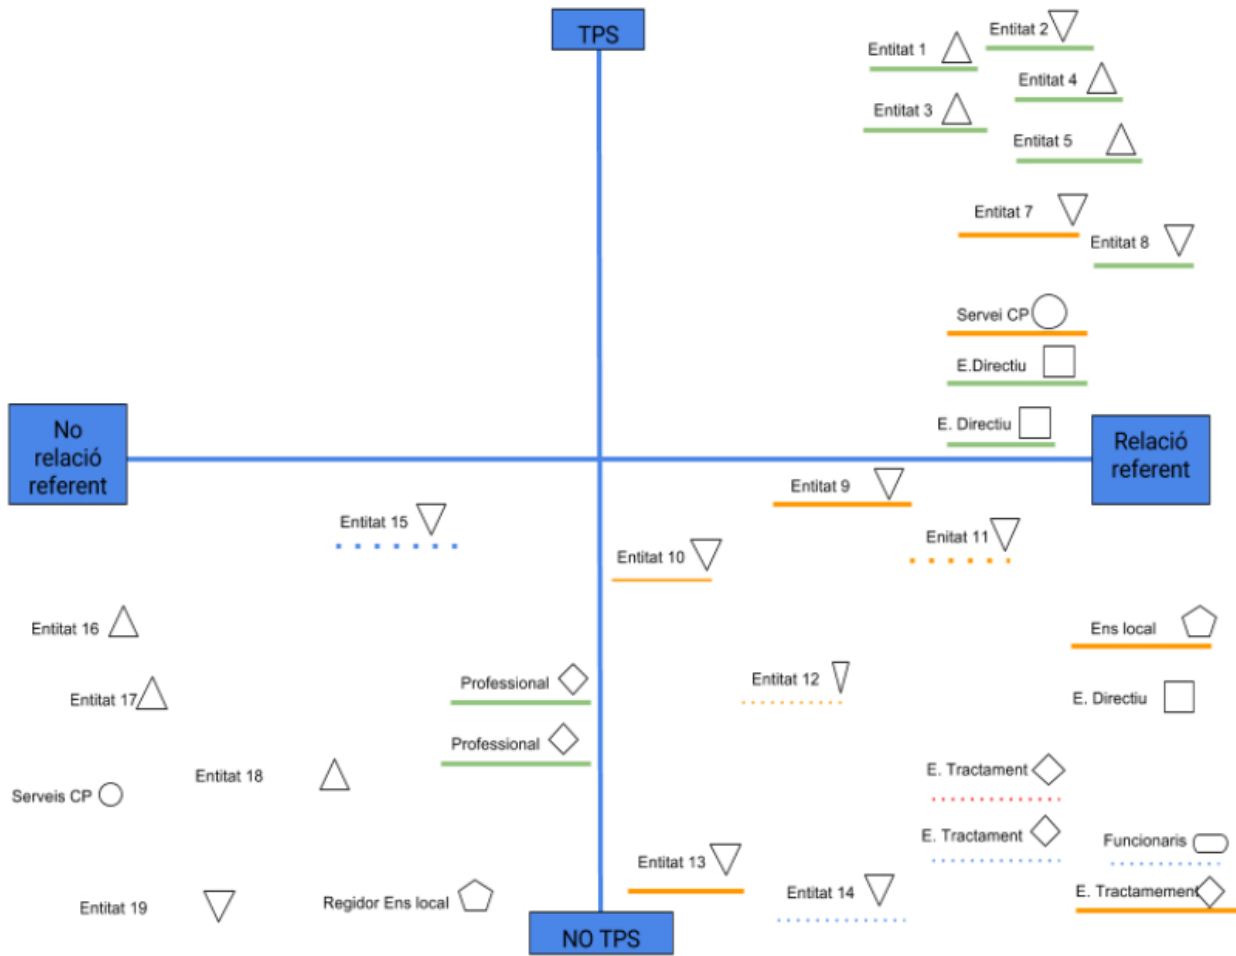 TPS
Entitat 1
Entitat 2
Entitat 3
Entitat 4
Entitat 5
Entitat 7
Entitat 8
Servei CP
E.Directiu
E. Directiu
No
relació
referent
Relació
referent
Entitat 9
Entitat 15
Enitat 11
Entitat 10
Entitat 16
Ens local
Professional
Entitat 12
Entitat 17
E. Directiu
Professional
Entitat 18
E. Tractament
Serveis CP
E. Tractament
Funcionaris
Entitat 13
Entitat 14
E. Tractamement
Entitat 19
Regidor Ens local
NO TPS